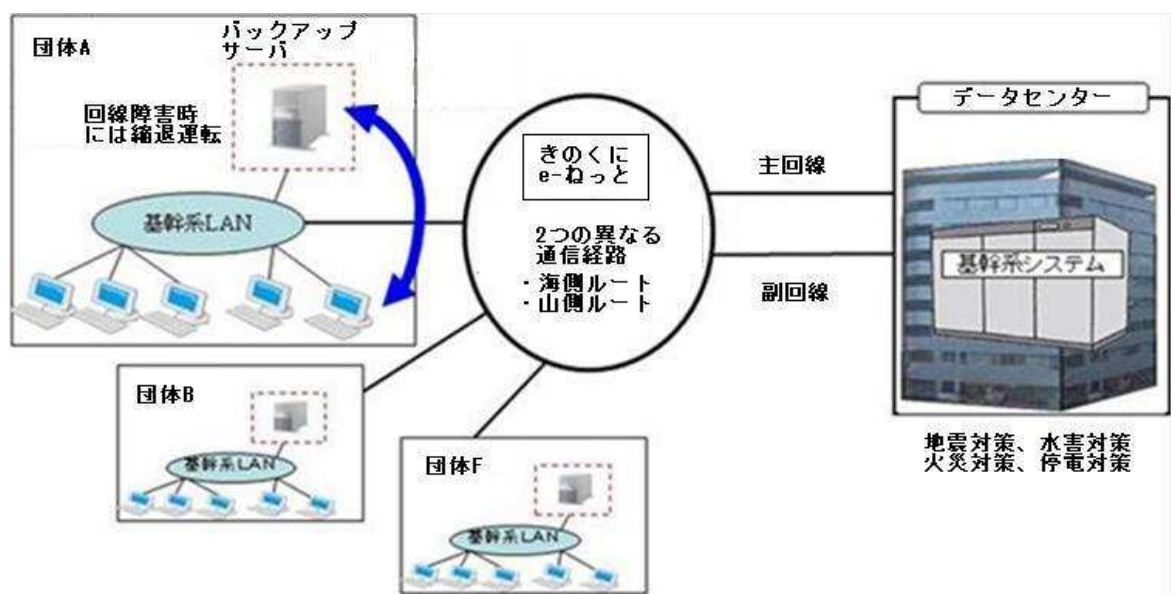 団体A
バックアップ
サーバ
回線障害時
には縮退運転
基幹系LAN
きのくに
e-ねっと
2つの異なる
通信経路
・海側ルート
・山側ルート
主回線
副回線
データセンター
基幹系システム
地震対策、水害対策
火災対策、停電対策
団体B
基幹系LAN
団体F
基幹系LAN